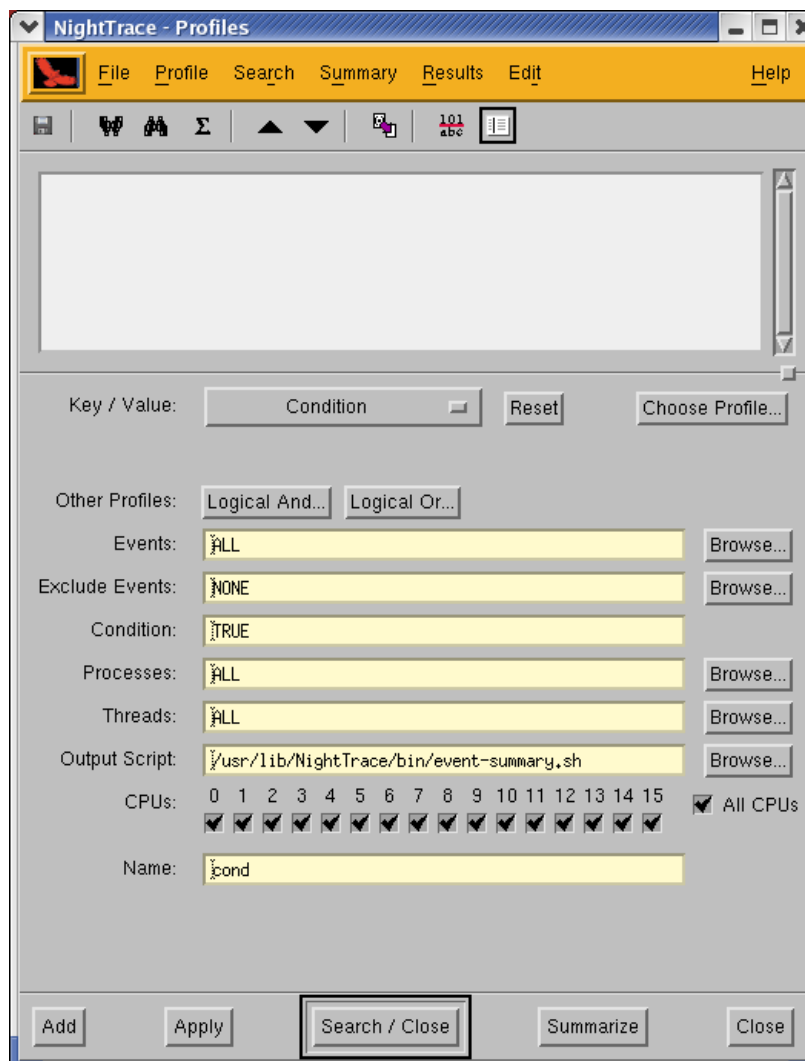 NightTrace - Profiles
File Profile Search Summary Results Edit Help
101
abc
Key / Value: Condition Reset Choose Profile...
Other Profiles: Logical And... Logical Or...
Events: ALL Browse...
Exclude Events: NONE Browse...
Condition: TRUE
Processes: ALL Browse...
Threads: ALL Browse...
Output Script: /usr/lib/NightTrace/bin/event-summary.sh Browse...
CPUs: 0 1 2 3 4 5 6 7 8 9 10 11 12 13 14 15 All CPUs
Name: cond
Add Apply Search / Close Summarize Close